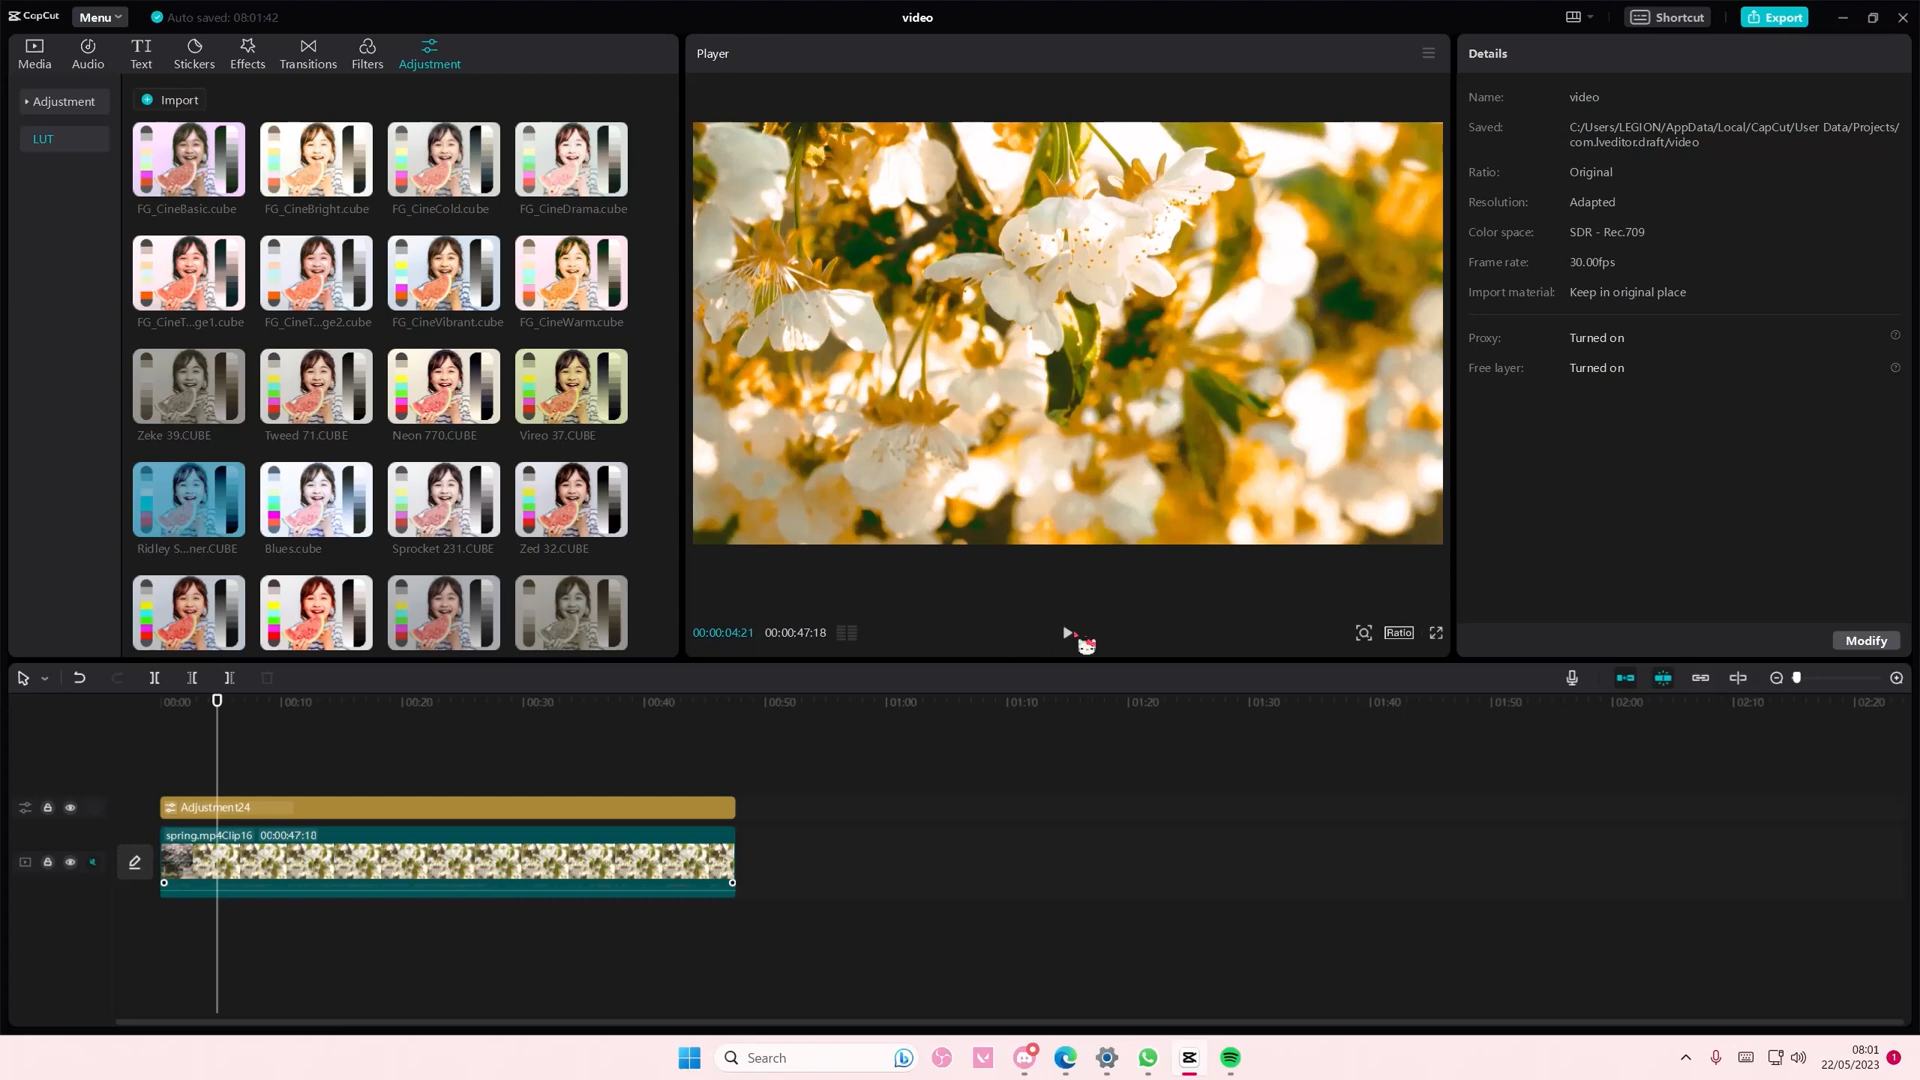 CapCut
Menu
Auto saved: 08:01:42
video
Shortcut
Export
Media
Audio
Text
Stickers
Effects
Transitions
Filters
Adjustment
Adjustment
LUT
Import
FG_CineBasic.cube
FG_CineBright.cube
FG_CineCold.cube
FG_CineDrama.cube
FG_CineT...ge1.cube
FG_CineT...ge2.cube
FG_CineVibrant.cube
FG_CineWarm.cube
Zeke 39.CUBE
Tweed 71.CUBE
Neon 770.CUBE
Vireo 37.CUBE
Ridley S...ner.CUBE
Blues.cube
Sprocket 231.CUBE
Zed 32.CUBE
Player
00:00:04:21
00:00:47:18
Ratio
Details
Name: video
Saved: C:/Users/LEGION/AppData/Local/CapCut/User Data/Projects/
com.lveditor.draft/video
Ratio: Original
Resolution: Adapted
Color space: SDR - Rec.709
Frame rate: 30.00fps
Import material: Keep in original place
Proxy: Turned on
Free layer: Turned on
Modify
00:00
00:10
00:20
00:30
00:40
00:50
01:00
01:10
01:20
01:30
01:40
01:50
02:00
02:10
02:20
Adjustment24
spring.mp4Clip16 00:00:47:18
Search
08:01
22/05/2023
1